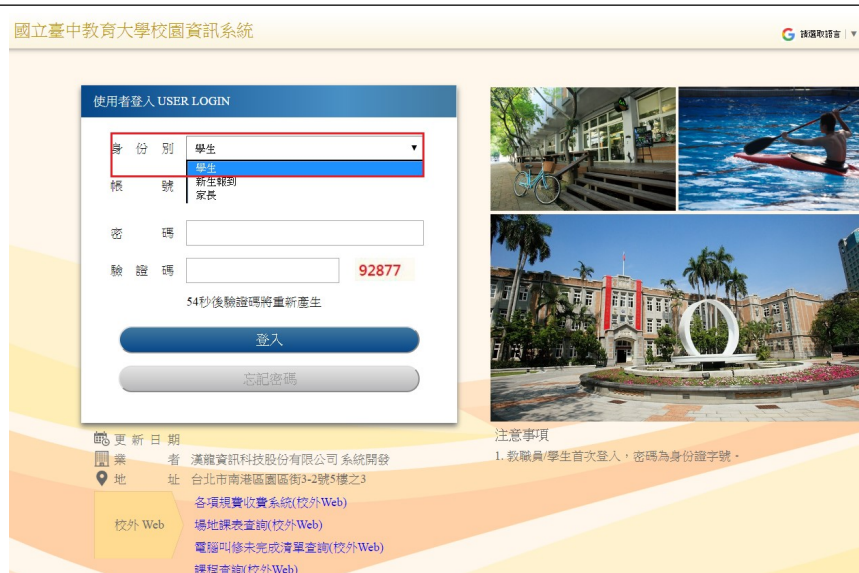 國立臺中教育大學校園資訊系統
請選取語言 | ▼
使用者登入 USER LOGIN
身 份 別 學生
學生
新生報到
家長
帳 號
密 碼
驗 證 碼 92877
54秒後驗證碼將重新產生
登入
忘記密碼
更 新 日 期
業 者 漢龍資訊科技股份有限公司 系統開發
地 址 台北市南港區園區街3-2號5樓之3
校外 Web
各項規費收費系統(校外Web)
場地課表查詢(校外Web)
電腦叫修未完成清單查詢(校外Web)
課程查詢(校外Web)
注意事項
1. 教職員/學生首次登入，密碼為身份證字號。